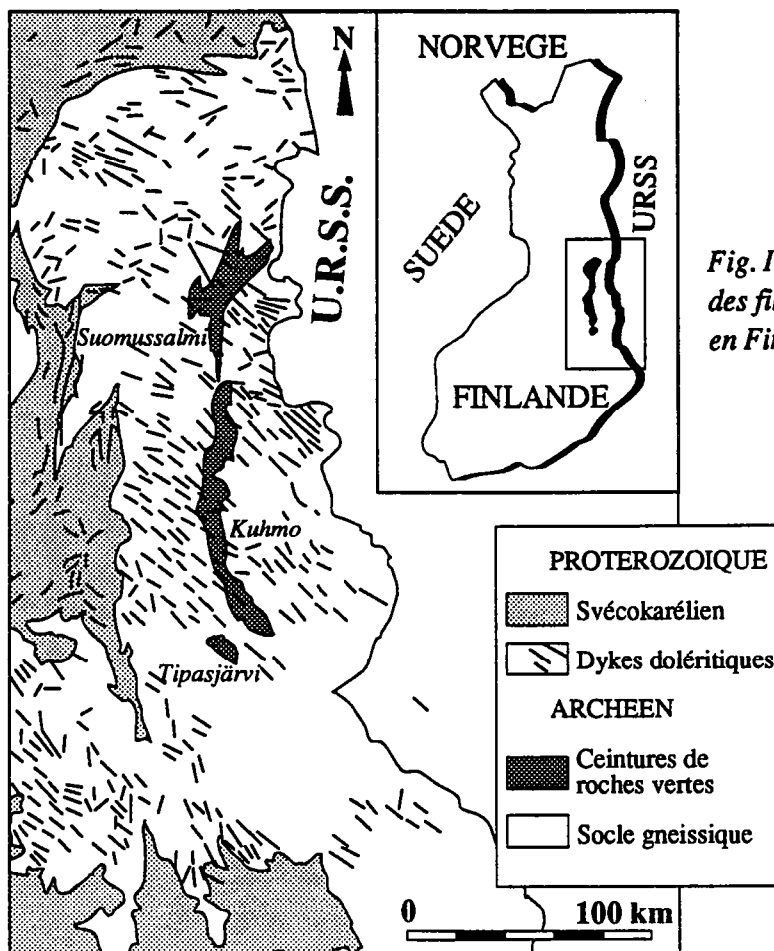 N
U.R.S.S.
Suomussalmi
Kuhmo
Tipasjärvi
0 100 km
NORVEGE
SUEDE
URSS
FINLANDE
Fig. I
des fil
en Fin
PROTEROZOIQUE
Svécokarélien
Dykes doléritiques
ARCHEEN
Ceintures de
roches vertes
Socle gneissique